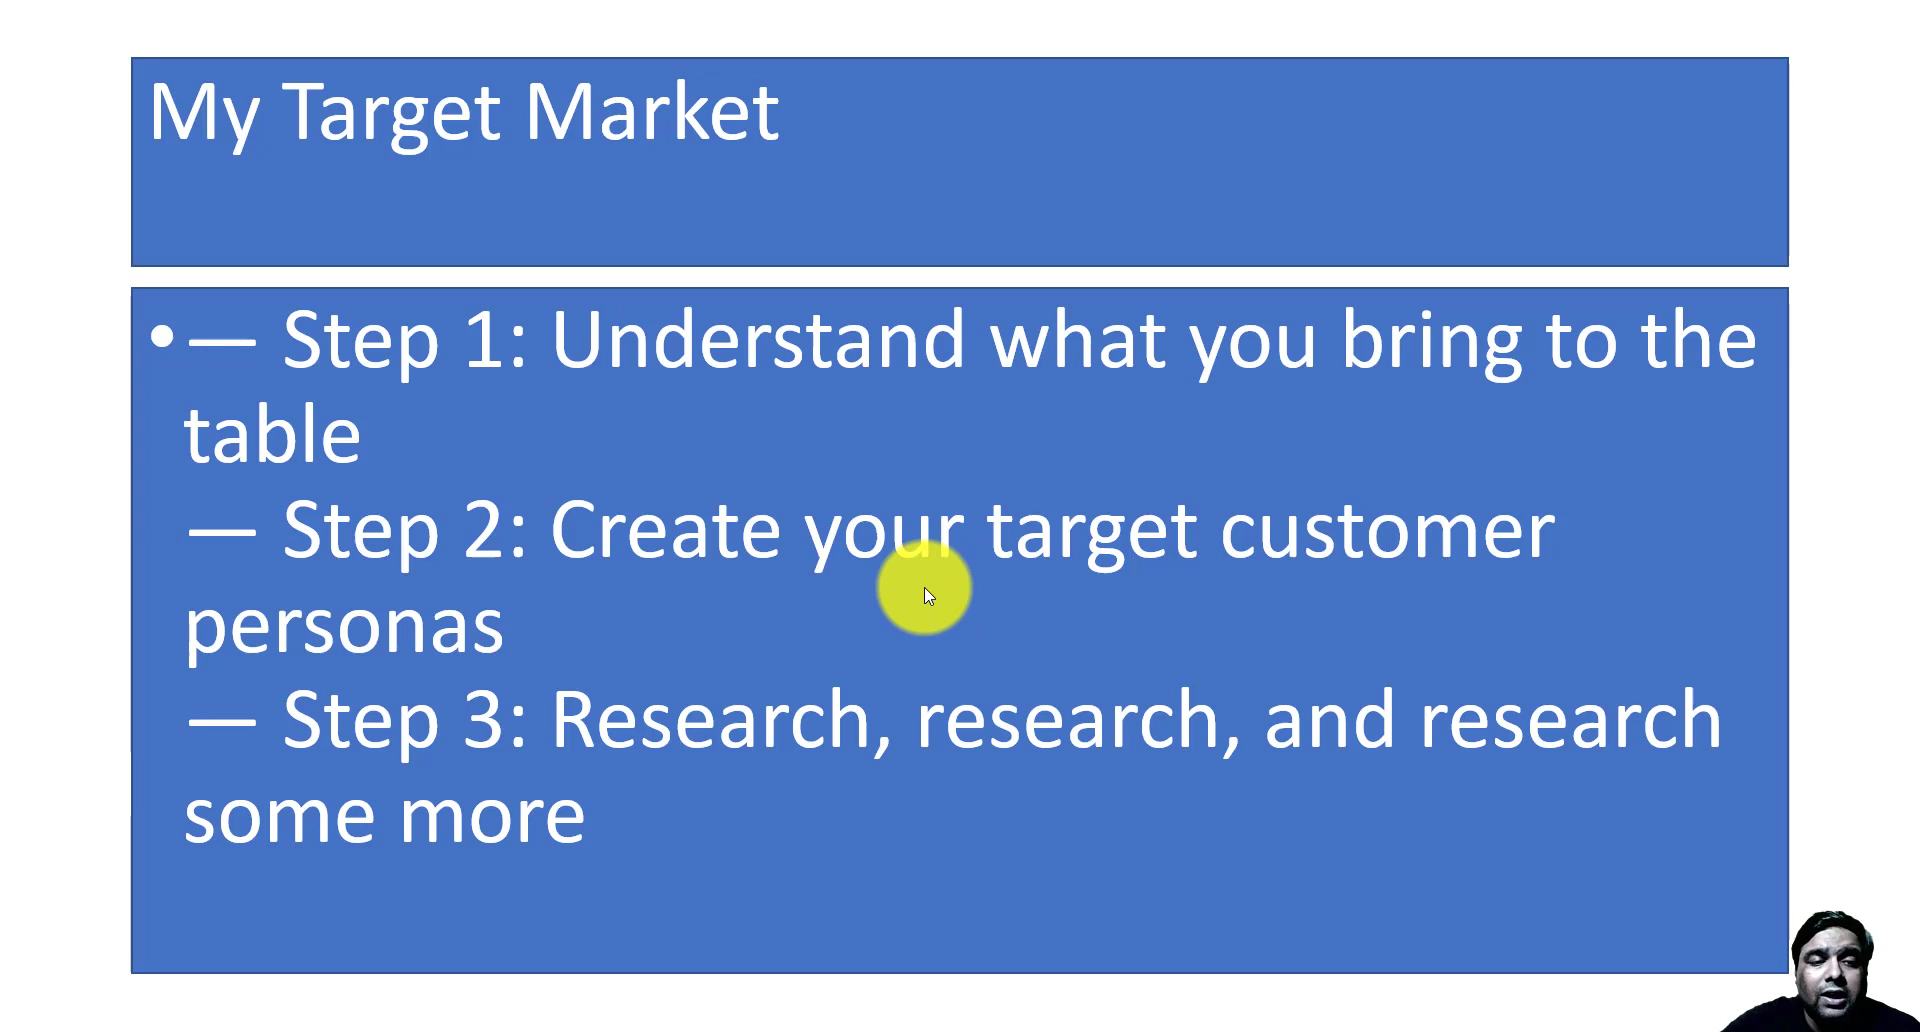 My Target Market
• — Step 1: Understand what you bring to the
table
— Step 2: Create your target customer
personas
— Step 3: Research, research, and research
some more